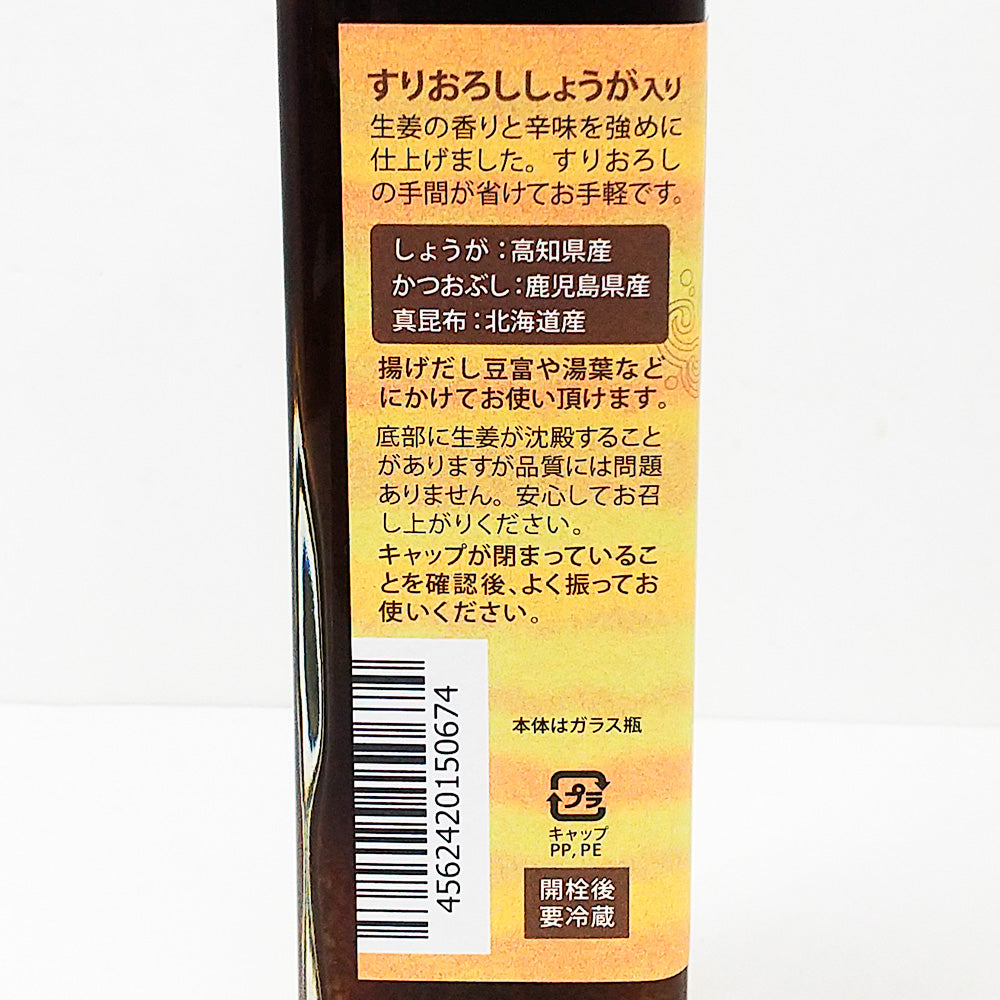 すりおろししょうが入り
生姜の香りと辛味を強めに
仕上げました。すりおろし
の手間が省けてお手軽です。
しょうが：高知県産
かつおぶし：鹿児島県産
真昆布：北海道産
揚げだし豆富や湯葉など
にかけてお使い頂けます。
底部に生姜が沈殿すること
がありますが品質には問題
ありません。安心してお召
し上がりください。
キャップが閉まっているこ
とを確認後、よく振ってお
使いください。
4562420150674
本体はガラス瓶
プラ
キャップ
PP, PE
開栓後
要冷蔵